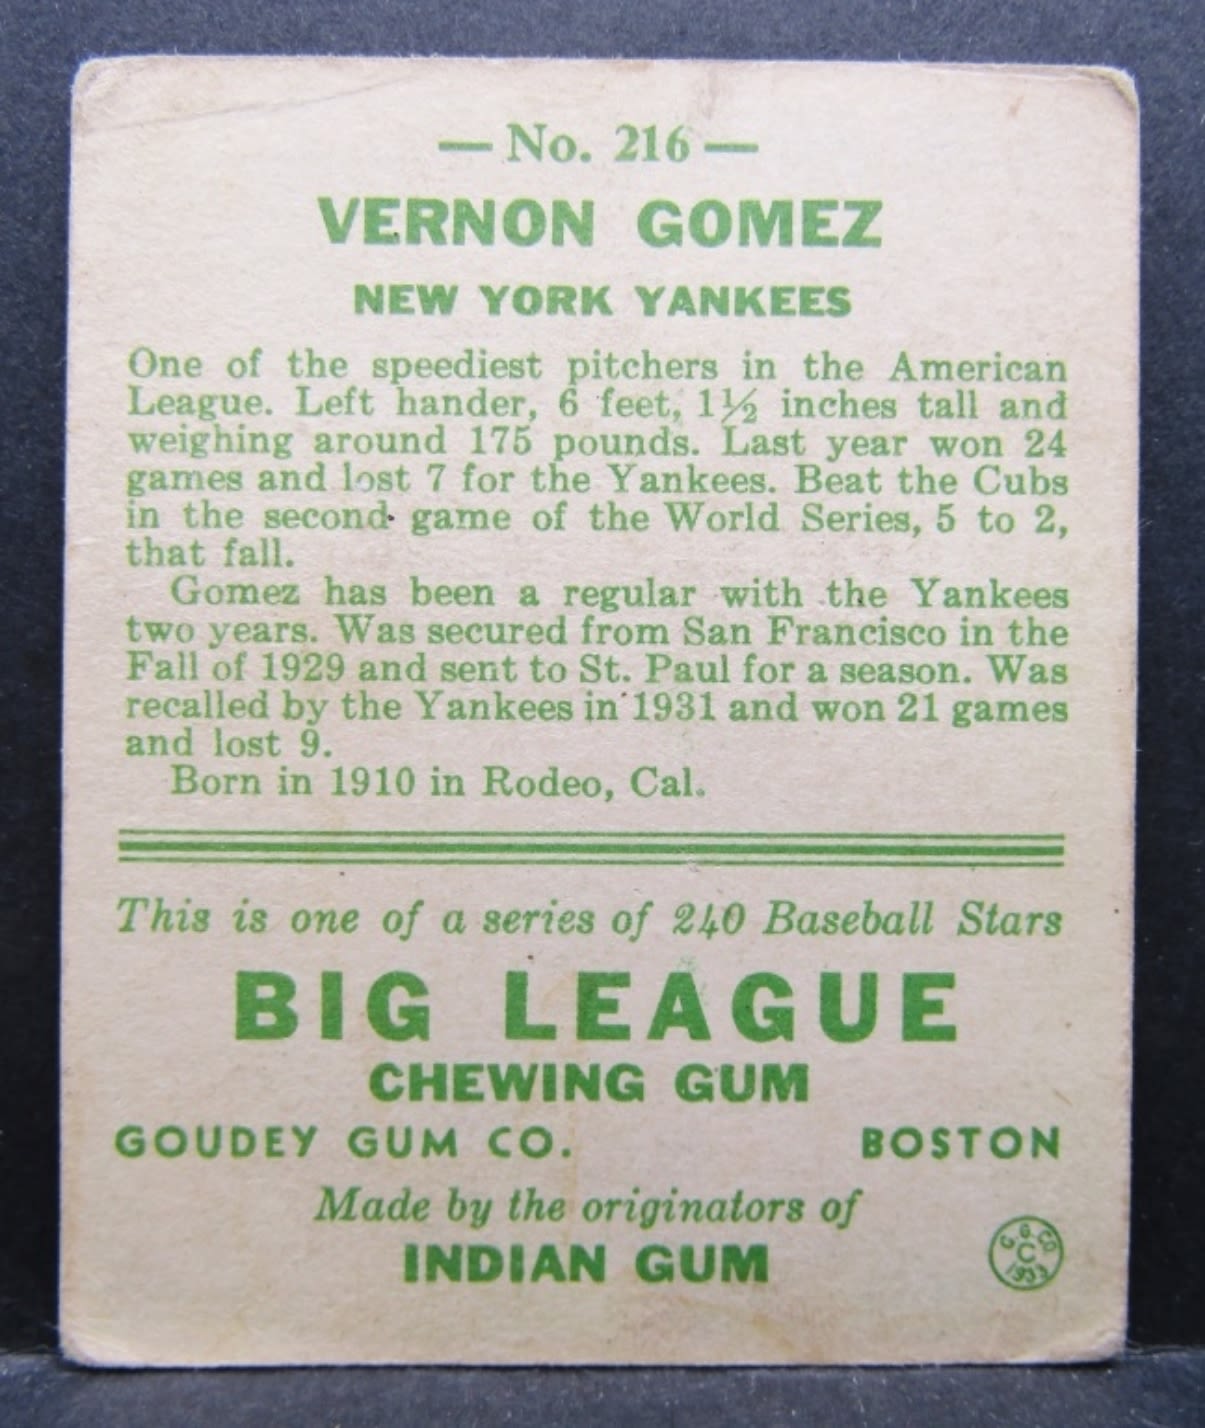 — No. 216 —
VERNON GOMEZ
NEW YORK YANKEES
One of the speediest pitchers in the American
League. Left hander, 6 feet, 1½ inches tall and
weighing around 175 pounds. Last year won 24
games and lost 7 for the Yankees. Beat the Cubs
in the second game of the World Series, 5 to 2,
that fall.
Gomez has been a regular with the Yankees
two years. Was secured from San Francisco in the
Fall of 1929 and sent to St. Paul for a season. Was
recalled by the Yankees in 1931 and won 21 games
and lost 9.
Born in 1910 in Rodeo, Cal.
This is one of a series of 240 Baseball Stars
BIG LEAGUE
CHEWING GUM
GOUDEY GUM CO. BOSTON
Made by the originators of
INDIAN GUM
G. G. CO.
C
1933